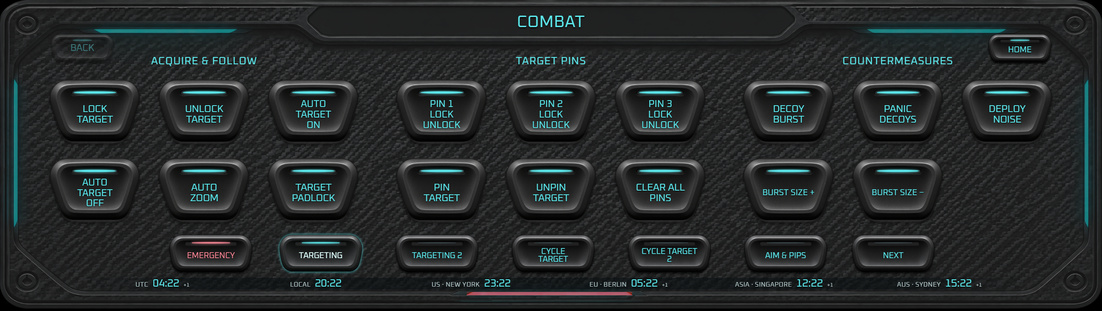 COMBAT
BACK
HOME
ACQUIRE & FOLLOW
TARGET PINS
COUNTERMEASURES
LOCK
TARGET
UNLOCK
TARGET
AUTO
TARGET
ON
PIN 1
LOCK
UNLOCK
PIN 2
LOCK
UNLOCK
PIN 3
LOCK
UNLOCK
DECOY
BURST
PANIC
DECOYS
DEPLOY
NOISE
AUTO
TARGET
OFF
AUTO
ZOOM
TARGET
PADLOCK
PIN
TARGET
UNPIN
TARGET
CLEAR ALL
PINS
BURST SIZE +
BURST SIZE –
EMERGENCY
TARGETING
TARGETING 2
CYCLE
TARGET
CYCLE TARGET
2
AIM & PIPS
NEXT
UTC 04:22 +1
LOCAL 20:22
US · NEW YORK 23:22
EU · BERLIN 05:22 +1
ASIA · SINGAPORE 12:22 +1
AUS · SYDNEY 15:22 +1